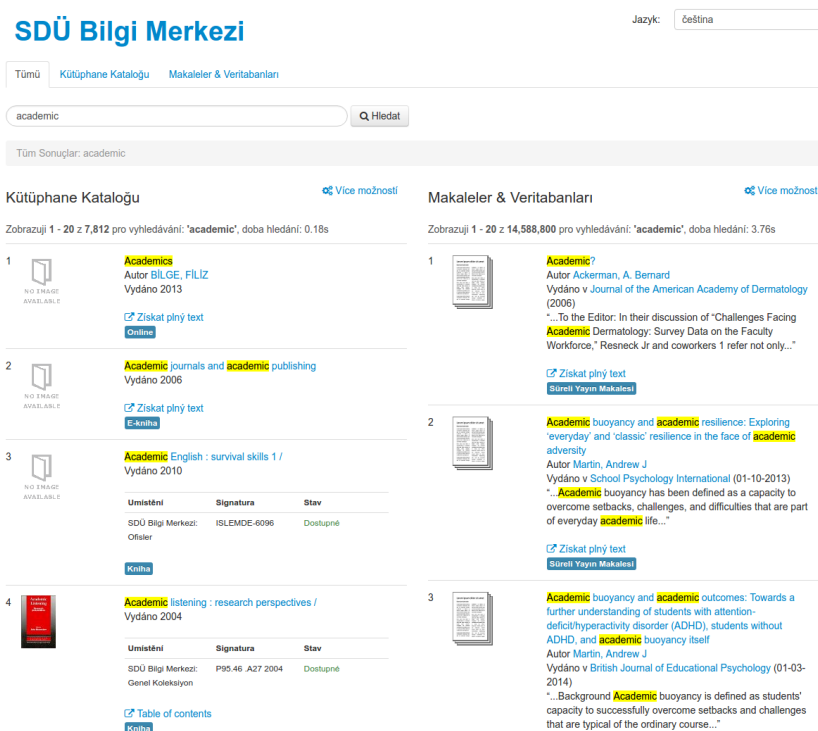 SDÜ Bilgi Merkezi
Jazyk:
čeština
Tümü
Kütüphane Kataloğu
Makaleler & Veritabanları
academic
Hledat
Tüm Sonuçlar: academic
Kütüphane Kataloğu
Více možností
Zobrazuji 1 - 20 z 7,812 pro vyhledávání: 'academic', doba hledání: 0.18s
1
NO IMAGE
AVAILABLE
Academics
Autor BİLGE, FİLİZ
Vydáno 2013
Získat plný text
Online
2
NO IMAGE
AVAILABLE
Academic journals and academic publishing
Vydáno 2006
Získat plný text
E-kniha
3
NO IMAGE
AVAILABLE
Academic English : survival skills 1 /
Vydáno 2010
Umístění Signatura Stav
SDÜ Bilgi Merkezi: ISLEMDE-6096 Dostupné
Ofisler
Kniha
4
Academic
Listening
Academic listening : research perspectives /
Vydáno 2004
Umístění Signatura Stav
SDÜ Bilgi Merkezi: P95.46 .A27 2004 Dostupné
Genel Koleksiyon
Table of contents
Kniha
Makaleler & Veritabanları
Více možnost
Zobrazuji 1 - 20 z 14,588,800 pro vyhledávání: 'academic', doba hledání: 3.76s
1
Academic?
Autor Ackerman, A. Bernard
Vydáno v Journal of the American Academy of Dermatology
(2006)
“...To the Editor: In their discussion of “Challenges Facing
Academic Dermatology: Survey Data on the Faculty
Workforce,” Resneck Jr and coworkers 1 refer not only...”
Získat plný text
Süreli Yayın Makalesi
2
Academic buoyancy and academic resilience: Exploring
‘everyday’ and ‘classic’ resilience in the face of academic
adversity
Autor Martin, Andrew J
Vydáno v School Psychology International (01-10-2013)
“...Academic buoyancy has been defined as a capacity to
overcome setbacks, challenges, and difficulties that are part
of everyday academic life...”
Získat plný text
Süreli Yayın Makalesi
3
Academic buoyancy and academic outcomes: Towards a
further understanding of students with attention-
deficit/hyperactivity disorder (ADHD), students without
ADHD, and academic buoyancy itself
Autor Martin, Andrew J
Vydáno v British Journal of Educational Psychology (01-03-
2014)
“...Background Academic buoyancy is defined as students'
capacity to successfully overcome setbacks and challenges
that are typical of the ordinary course...”